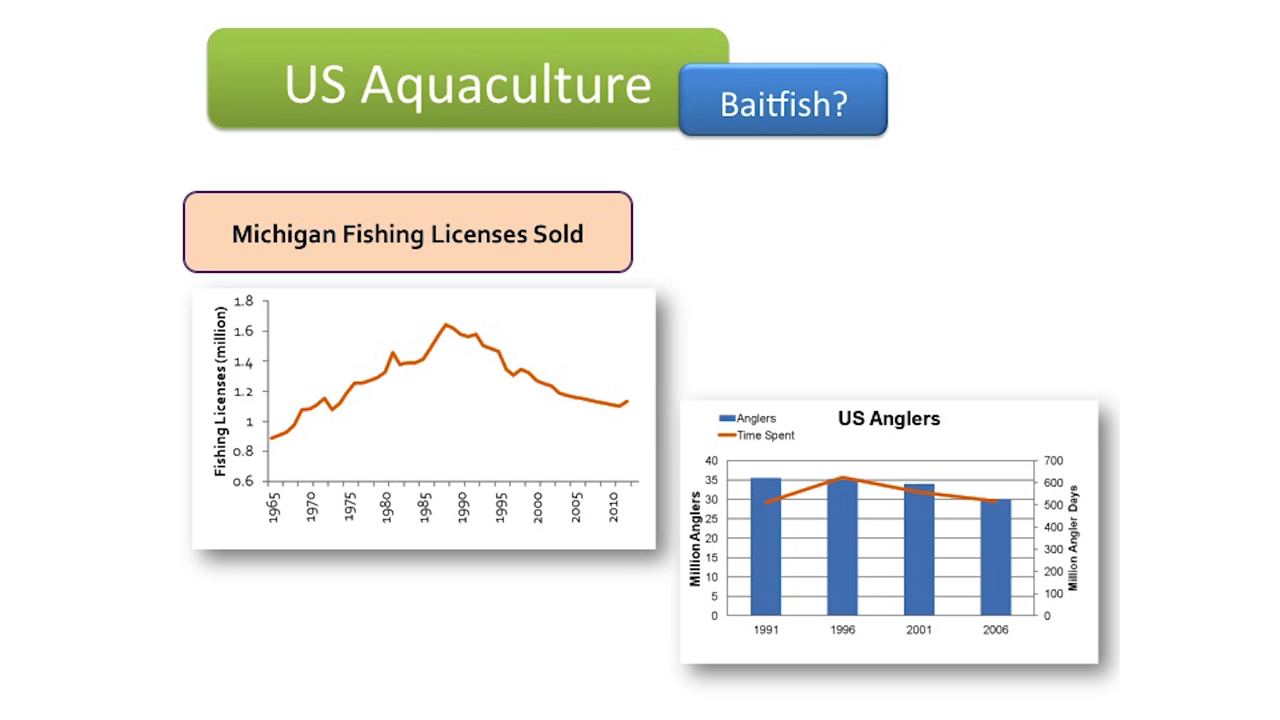 US Aquaculture
Baitfish?
Michigan Fishing Licenses Sold
Fishing Licenses (million)
1.8
1.6
1.4
1.2
1
0.8
0.6
1965 1970 1975 1980 1985 1990 1995 2000 2005 2010
US Anglers
Anglers
Time Spent
Million Anglers
40
35
30
25
20
15
10
5
0
700
600
500
400
300
200
100
0
Million Angler Days
1991 1996 2001 2006